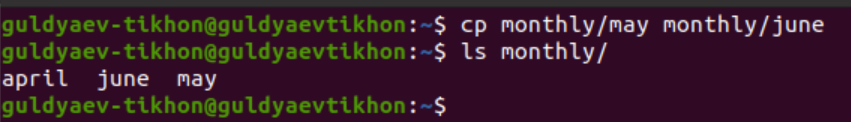 guldyaev-tikhon@guldyaevtikhon:~$ cp monthly/may monthly/june
guldyaev-tikhon@guldyaevtikhon:~$ ls monthly/
april  june  may
guldyaev-tikhon@guldyaevtikhon:~$